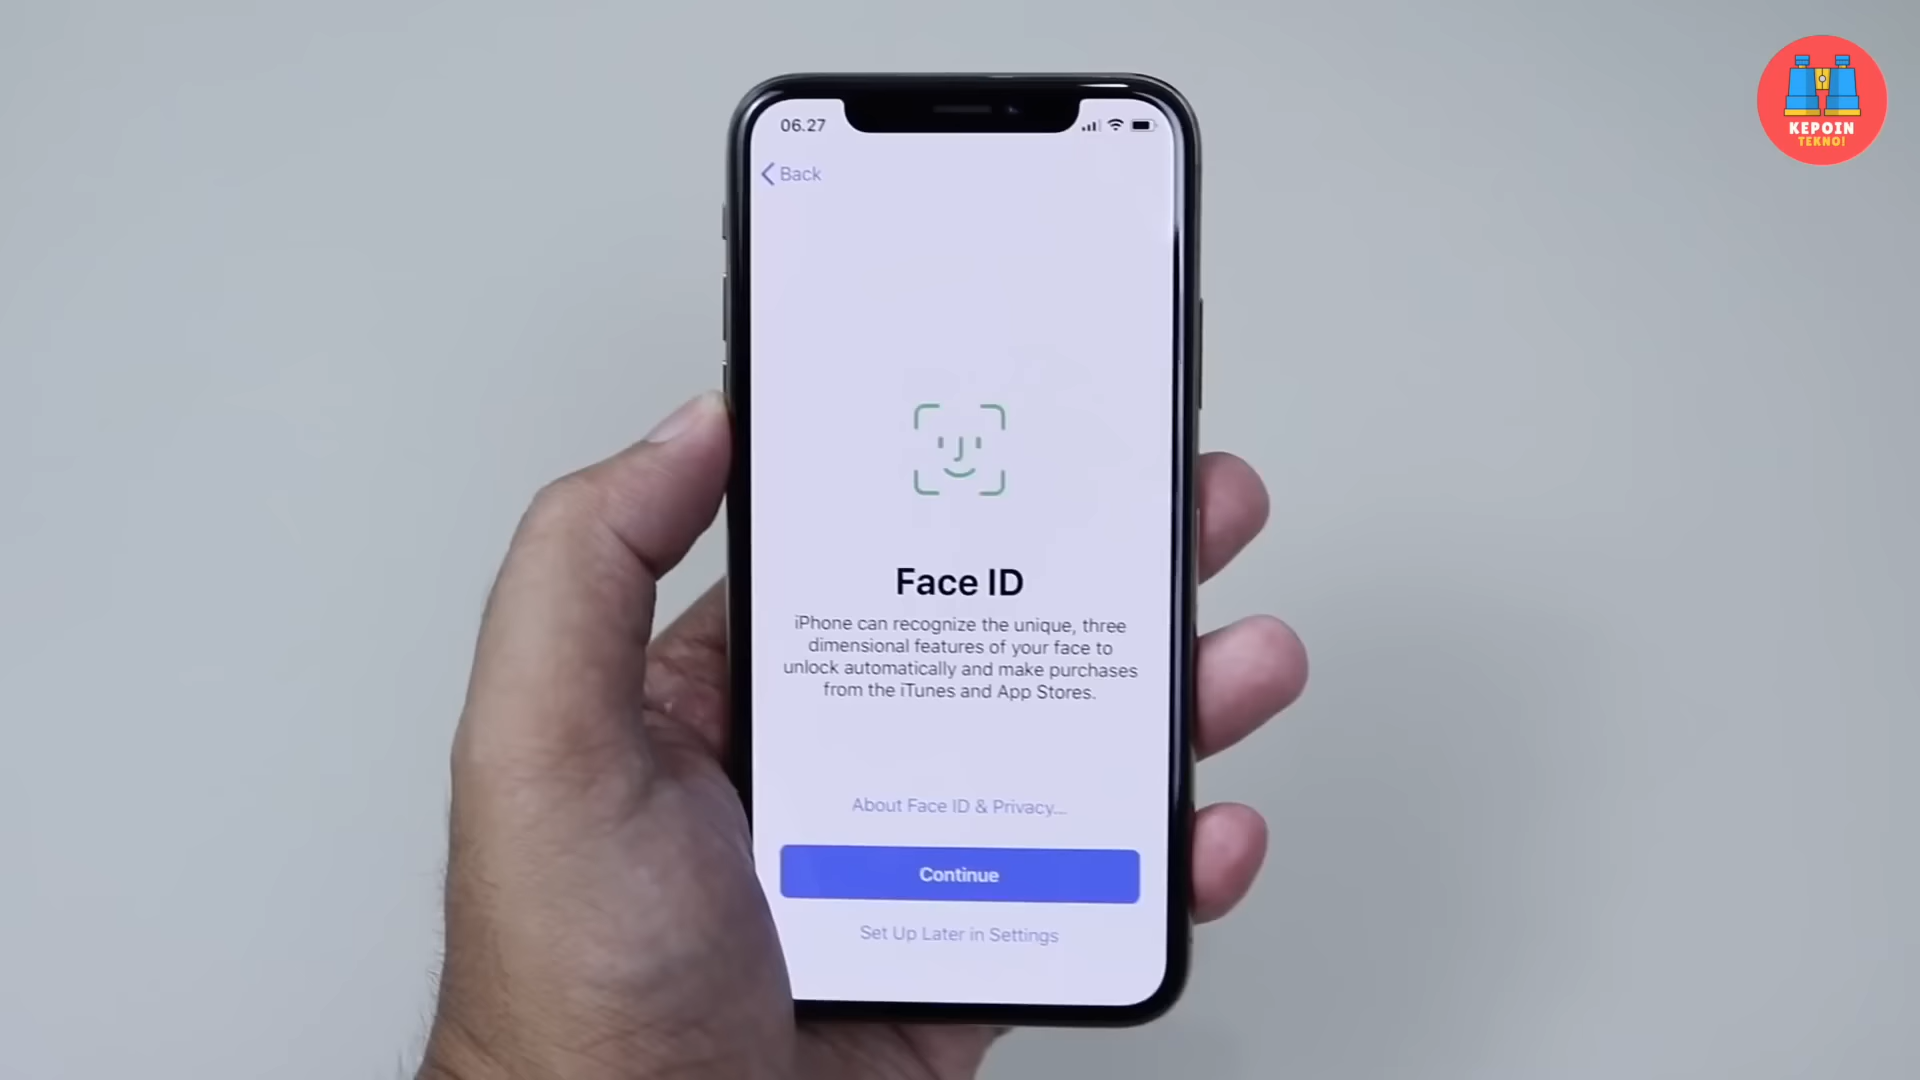 KEPOIN
TEKNO!
06.27
Back
Face ID
iPhone can recognize the unique, three
dimensional features of your face to
unlock automatically and make purchases
from the iTunes and App Stores.
About Face ID & Privacy...
Continue
Set Up Later in Settings